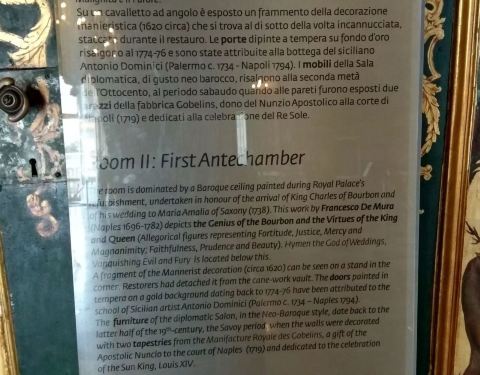 Malignità e il Furore.
Su un cavalletto ad angolo è esposto un frammento della decorazione
manieristica (1620 circa) che si trova al di sotto della volta incannucciata,
staccato durante il restauro. Le porte dipinte a tempera su fondo d'oro
risalgono al 1774-76 e sono state attribuite alla bottega del siciliano
Antonio Dominici (Palermo c. 1734 - Napoli 1794). I mobili della Sala
diplomatica, di gusto neo barocco, risalgono alla seconda metà
dell'Ottocento, al periodo sabaudo quando alle pareti furono esposti due
arazzi della fabbrica Gobelins, dono del Nunzio Apostolico alla corte di
Napoli (1719) e dedicati alla celebrazione del Re Sole.
Room II: First Antechamber
The room is dominated by a Baroque ceiling painted during Royal Palace's
refurbishment, undertaken in honour of the arrival of King Charles of Bourbon and
of his wedding to Maria Amalia of Saxony (1738). This work by Francesco De Mura
(Naples 1696-1782) depicts the Genius of the Bourbon and the Virtues of the King
and Queen (Allegorical figures representing Fortitude, Justice, Mercy and
Magnanimity; Faithfulness, Prudence and Beauty). Hymen the God of Weddings,
Vanquishing Evil and Fury is located below this.
A fragment of the Mannerist decoration (circa 1620) can be seen on a stand in the
corner. Restorers had detached it from the cane-work vault. The doors painted in
tempera on a gold background dating back to 1774-76 have been attributed to the
school of Sicilian artist Antonio Dominici (Palermo c. 1734 – Naples 1794).
The furniture of the diplomatic Salon, in the Neo-Baroque style, date back to the
latter half of the 19th-century, the Savoy period when the walls were decorated
with two tapestries from the Manifacture Royale des Gobelins, a gift of the
Apostolic Nuncio to the court of Naples (1719) and dedicated to the celebration
of the Sun King, Louis XIV.